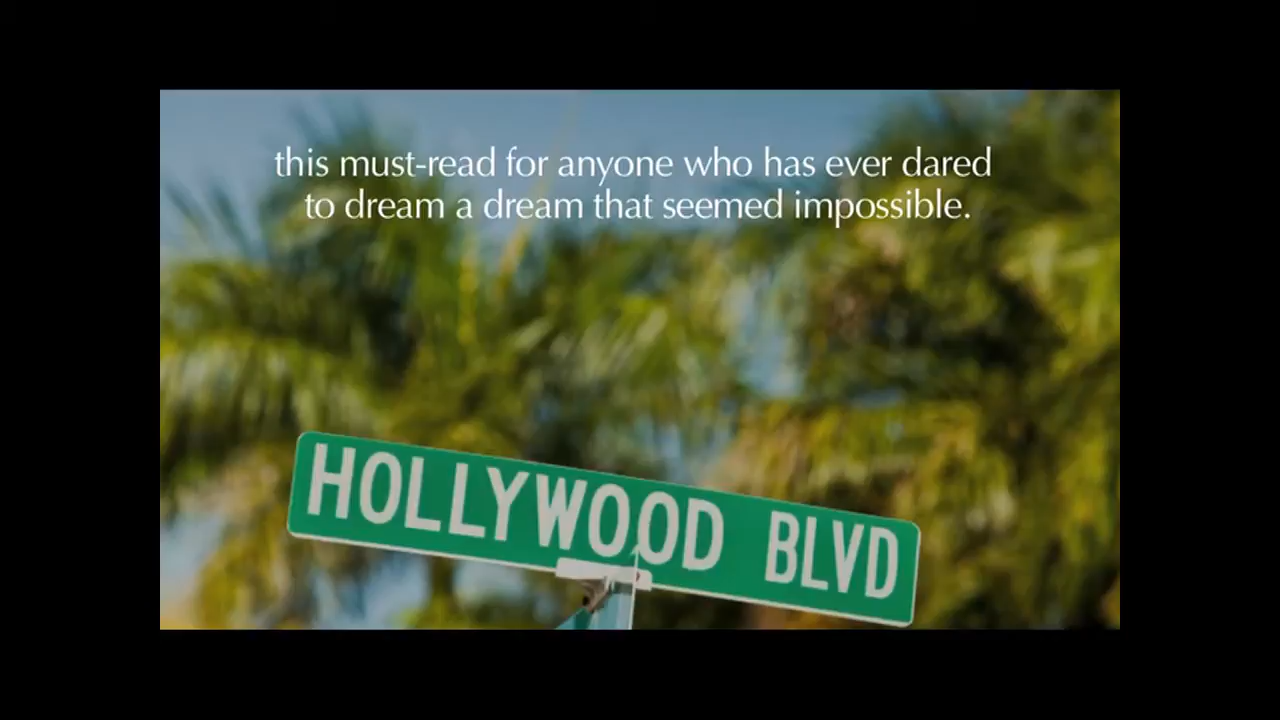 this must-read for anyone who has ever dared
to dream a dream that seemed impossible.
HOLLYWOOD BLVD